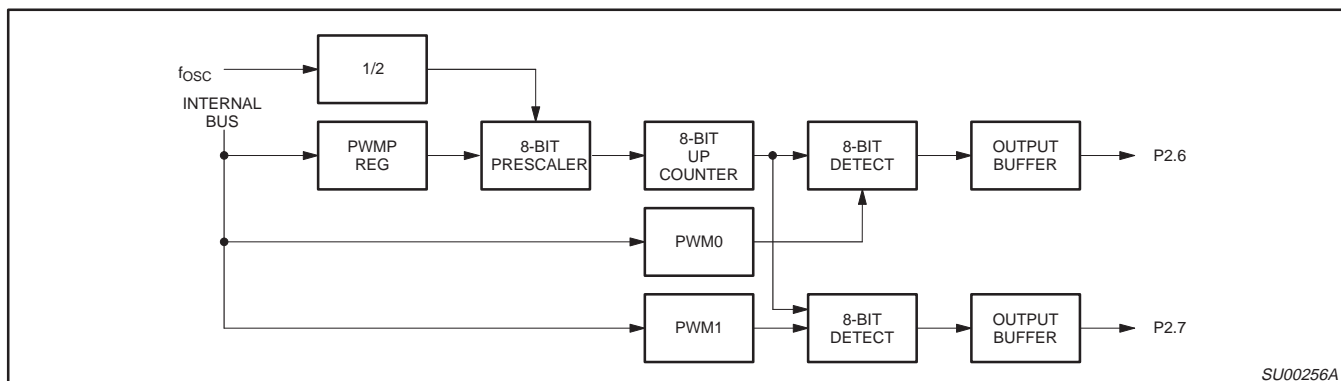 fOSC
1/2
INTERNAL
BUS
PWMP
REG
8-BIT
PRESCALER
8-BIT
UP
COUNTER
8-BIT
DETECT
OUTPUT
BUFFER
P2.6
PWM0
PWM1
8-BIT
DETECT
OUTPUT
BUFFER
P2.7
SU00256A